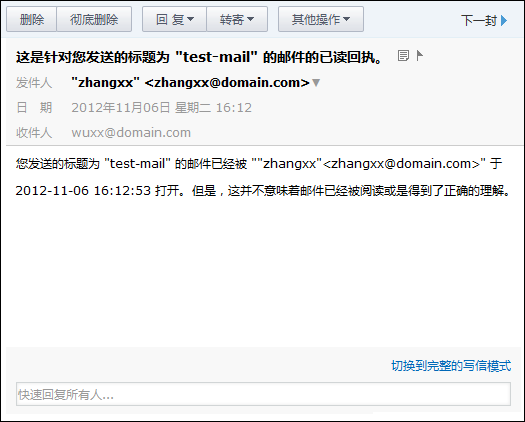 删除 彻底删除 回 复 转寄 其他操作 下一封
这是针对您发送的标题为 "test-mail" 的邮件的已读回执。
发件人 "zhangxx" <zhangxx@domain.com>
日 期 2012年11月06日 星期二 16:12
收件人 wuxx@domain.com
您发送的标题为 "test-mail" 的邮件已经被 ""zhangxx"<zhangxx@domain.com>" 于
2012-11-06 16:12:53 打开。但是，这并不意味着邮件已经被阅读或是得到了正确的理解。
切换到完整的写信模式
快速回复所有人...